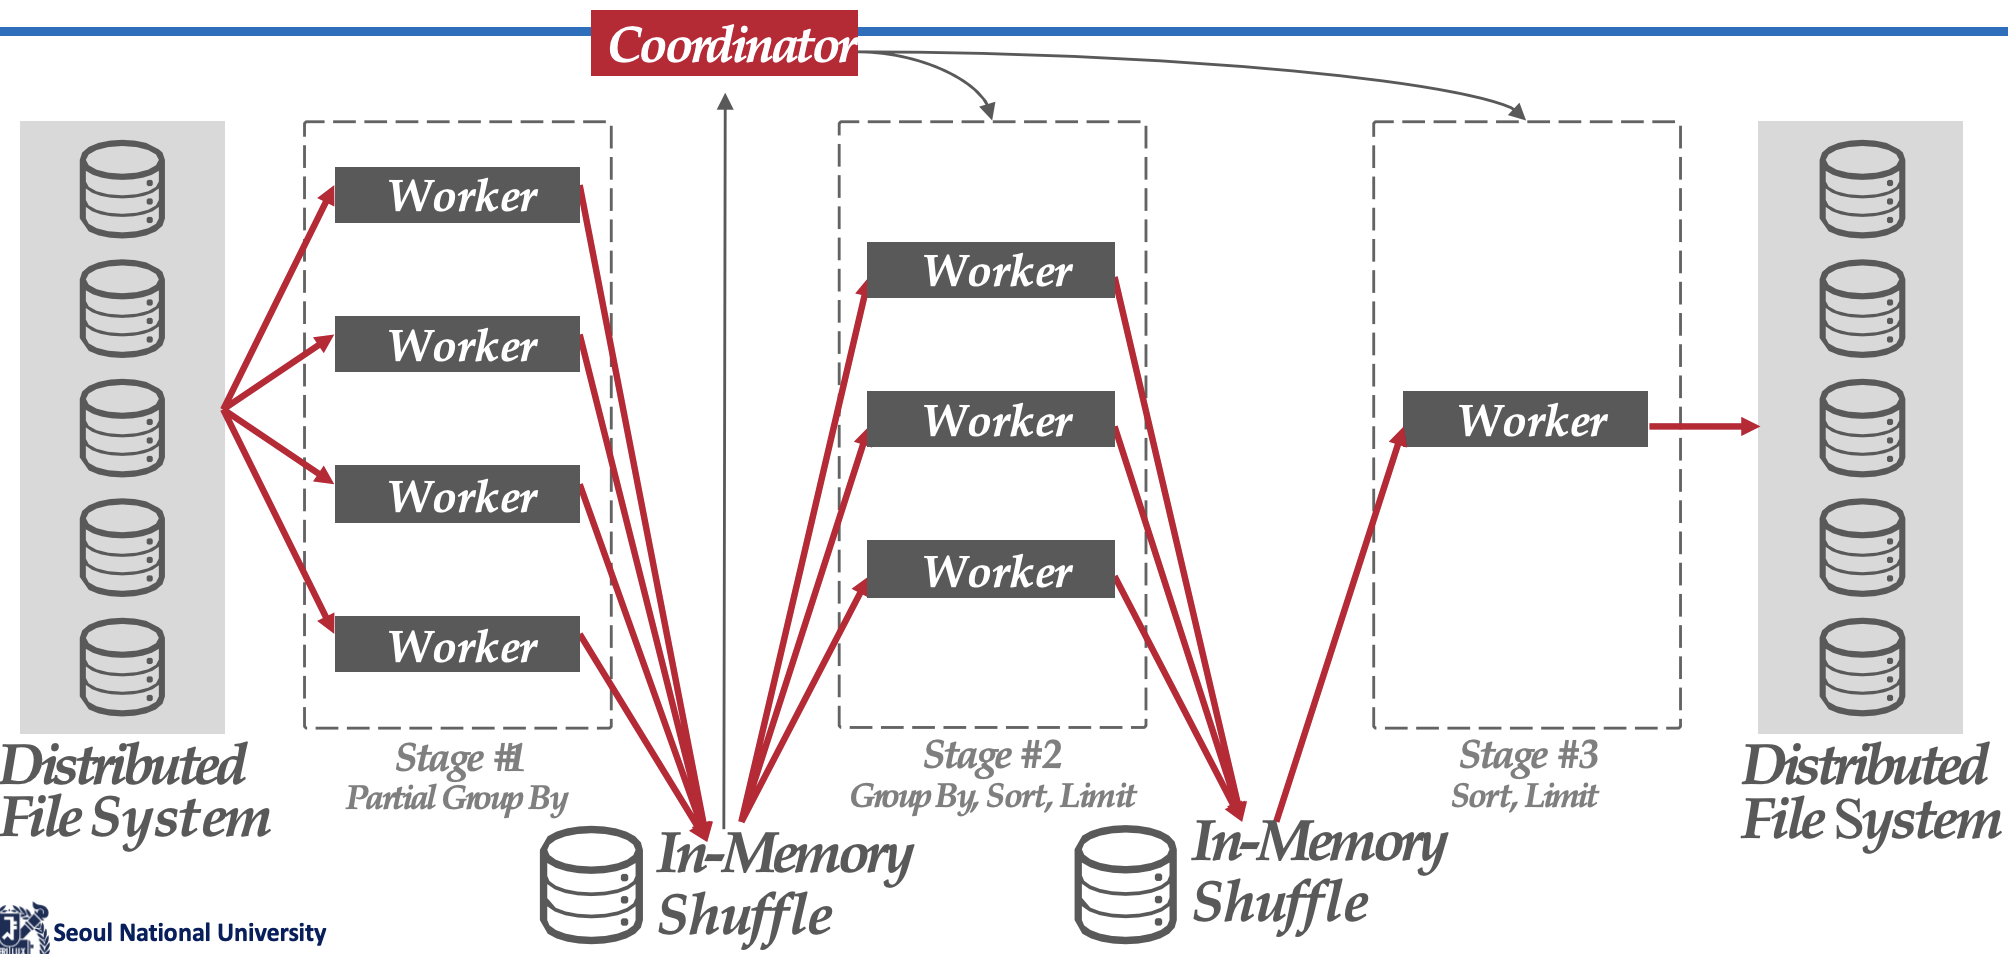 Coordinator
Worker
Worker
Worker
Worker
Worker
Worker
Worker
Worker
Distributed
File System
Stage #1
Partial Group By
Stage #2
Group By, Sort, Limit
Stage #3
Sort, Limit
Distributed
File System
In-Memory
Shuffle
In-Memory
Shuffle
Seoul National University